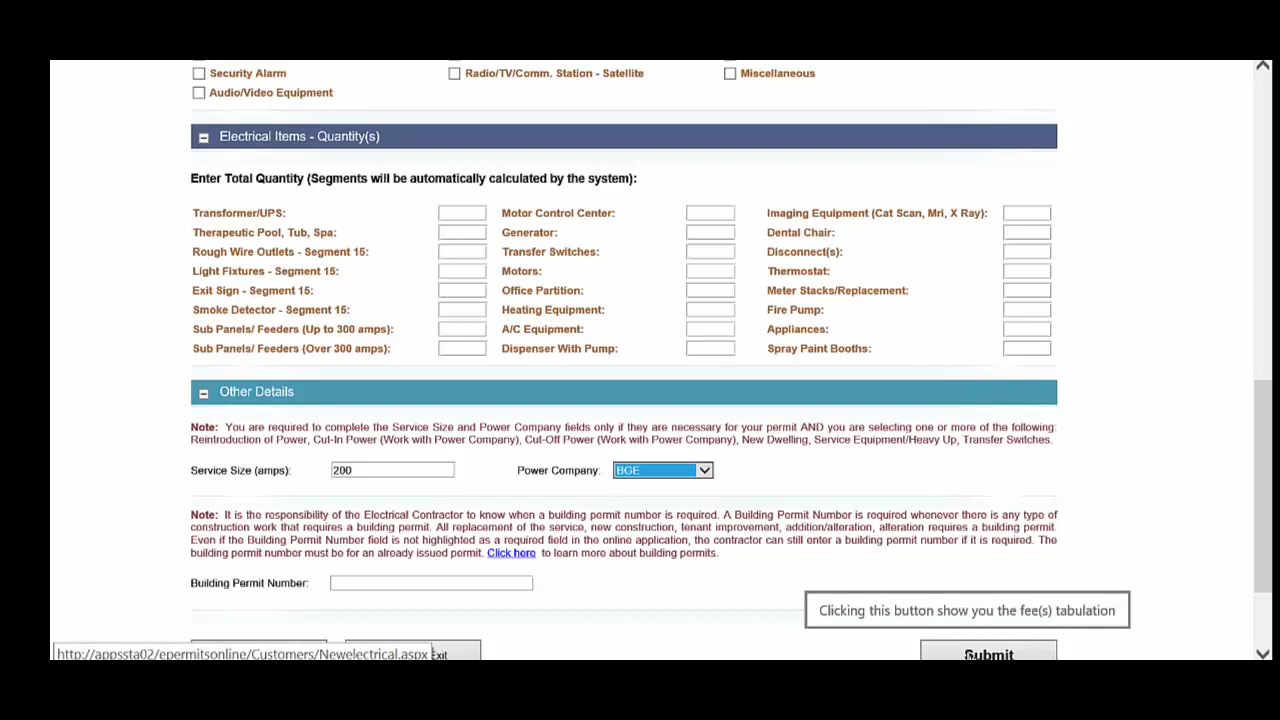 Security Alarm
Radio/TV/Comm. Station - Satellite
Miscellaneous
Audio/Video Equipment
Electrical Items - Quantity(s)
Enter Total Quantity (Segments will be automatically calculated by the system):
Transformer/UPS:
Motor Control Center:
Imaging Equipment (Cat Scan, Mri, X Ray):
Therapeutic Pool, Tub, Spa:
Generator:
Dental Chair:
Rough Wire Outlets - Segment 15:
Transfer Switches:
Disconnect(s):
Light Fixtures - Segment 15:
Motors:
Thermostat:
Exit Sign - Segment 15:
Office Partition:
Meter Stacks/Replacement:
Smoke Detector - Segment 15:
Heating Equipment:
Fire Pump:
Sub Panels/ Feeders (Up to 300 amps):
A/C Equipment:
Appliances:
Sub Panels/ Feeders (Over 300 amps):
Dispenser With Pump:
Spray Paint Booths:
Other Details
Note: You are required to complete the Service Size and Power Company fields only if they are necessary for your permit AND you are selecting one or more of the following:
Reintroduction of Power, Cut-In Power (Work with Power Company), Cut-Off Power (Work with Power Company), New Dwelling, Service Equipment/Heavy Up, Transfer Switches.
Service Size (amps):
200
Power Company:
BGE
Note: It is the responsibility of the Electrical Contractor to know when a building permit number is required. A Building Permit Number is required whenever there is any type of
construction work that requires a building permit. All replacement of the service, new construction, tenant improvement, addition/alteration, alteration requires a building permit.
Even if the Building Permit Number field is not highlighted as a required field in the online application, the contractor can still enter a building permit number if it is required. The
building permit number must be for an already issued permit. Click here to learn more about building permits.
Building Permit Number:
Clicking this button show you the fee(s) tabulation
http://appssta02/epermitsonline/Customers/Newelectrical.aspx
Exit
Submit